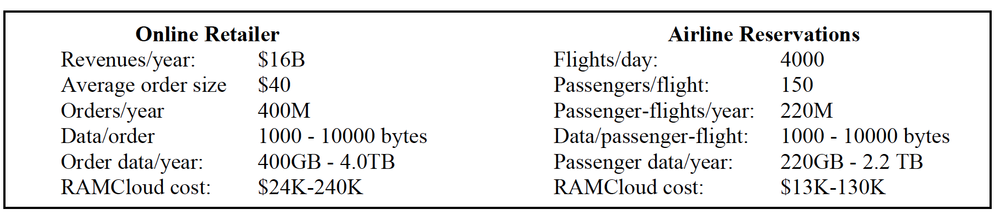 Online Retailer
Revenues/year: $16B
Average order size $40
Orders/year 400M
Data/order 1000 - 10000 bytes
Order data/year: 400GB - 4.0TB
RAMCloud cost: $24K-240K
Airline Reservations
Flights/day: 4000
Passengers/flight: 150
Passenger-flights/year: 220M
Data/passenger-flight: 1000 - 10000 bytes
Passenger data/year: 220GB - 2.2 TB
RAMCloud cost: $13K-130K